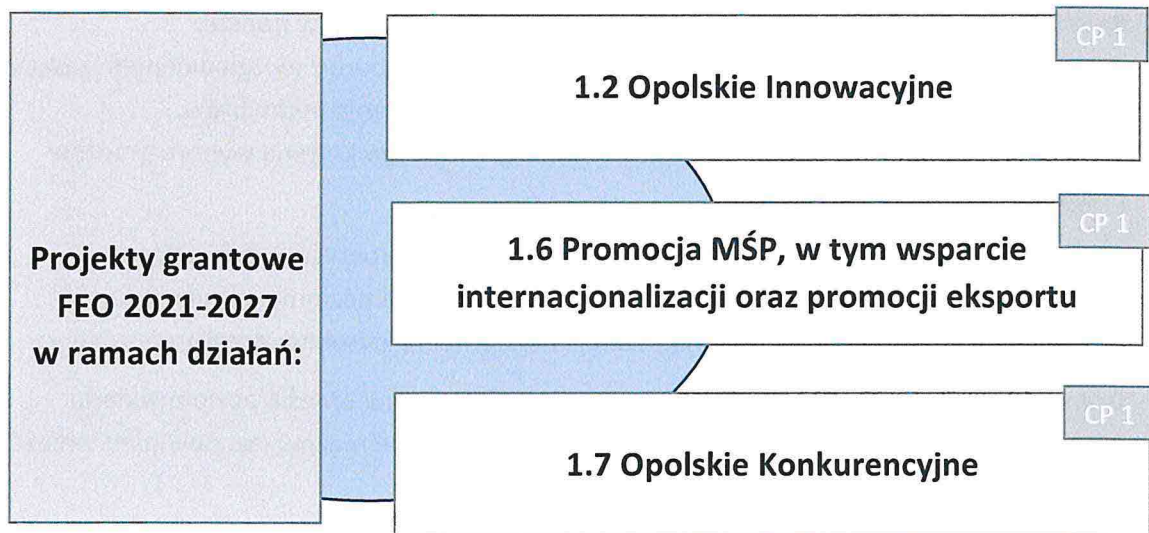 Projekty grantowe
FEO 2021-2027
w ramach działań:
CP 1
1.2 Opolskie Innowacyjne
CP 1
1.6 Promocja MŚP, w tym wsparcie
internacjonalizacji oraz promocji eksportu
CP 1
1.7 Opolskie Konkurencyjne